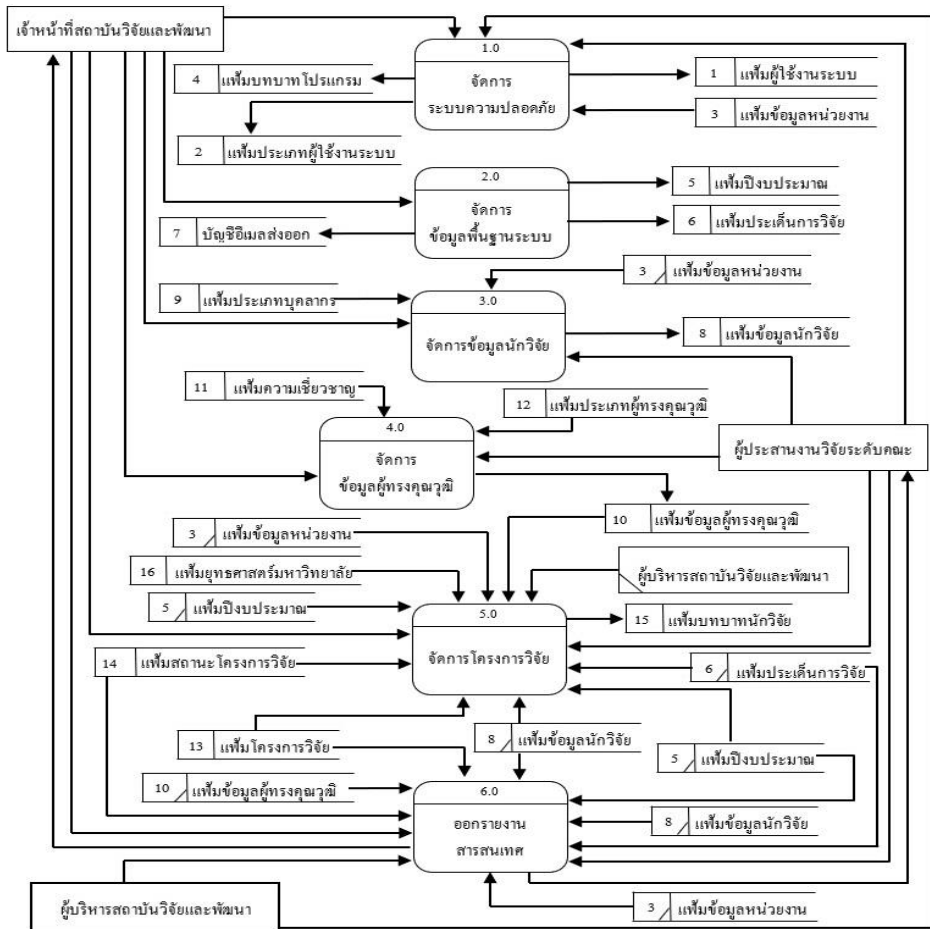 เจ้าหน้าที่สถาบันวิจัยและพัฒนา
1.0
จัดการ
ระบบความปลอดภัย
4 แฟ้มบทบาทโปรแกรม
1 แฟ้มผู้ใช้งานระบบ
3 แฟ้มข้อมูลหน่วยงาน
2 แฟ้มประเภทผู้ใช้งานระบบ
2.0
จัดการ
ข้อมูลพื้นฐานระบบ
5 แฟ้มปีงบประมาณ
6 แฟ้มประเด็นการวิจัย
7 บัญชีอีเมลส่งออก
3 แฟ้มข้อมูลหน่วยงาน
9 แฟ้มประเภทบุคลากร
3.0
จัดการข้อมูลนักวิจัย
8 แฟ้มข้อมูลนักวิจัย
11 แฟ้มความเชี่ยวชาญ
12 แฟ้มประเภทผู้ทรงคุณวุฒิ
4.0
จัดการ
ข้อมูลผู้ทรงคุณวุฒิ
ผู้ประสานงานวิจัยระดับคณะ
10 แฟ้มข้อมูลผู้ทรงคุณวุฒิ
3 แฟ้มข้อมูลหน่วยงาน
16 แฟ้มยุทธศาสตร์มหาวิทยาลัย
ผู้บริหารสถาบันวิจัยและพัฒนา
5 แฟ้มปีงบประมาณ
5.0
จัดการโครงการวิจัย
15 แฟ้มบทบาทนักวิจัย
14 แฟ้มสถานะโครงการวิจัย
6 แฟ้มประเด็นการวิจัย
13 แฟ้มโครงการวิจัย
8 แฟ้มข้อมูลนักวิจัย
5 แฟ้มปีงบประมาณ
10 แฟ้มข้อมูลผู้ทรงคุณวุฒิ
6.0
ออกรายงาน
สารสนเทศ
8 แฟ้มข้อมูลนักวิจัย
ผู้บริหารสถาบันวิจัยและพัฒนา
3 แฟ้มข้อมูลหน่วยงาน